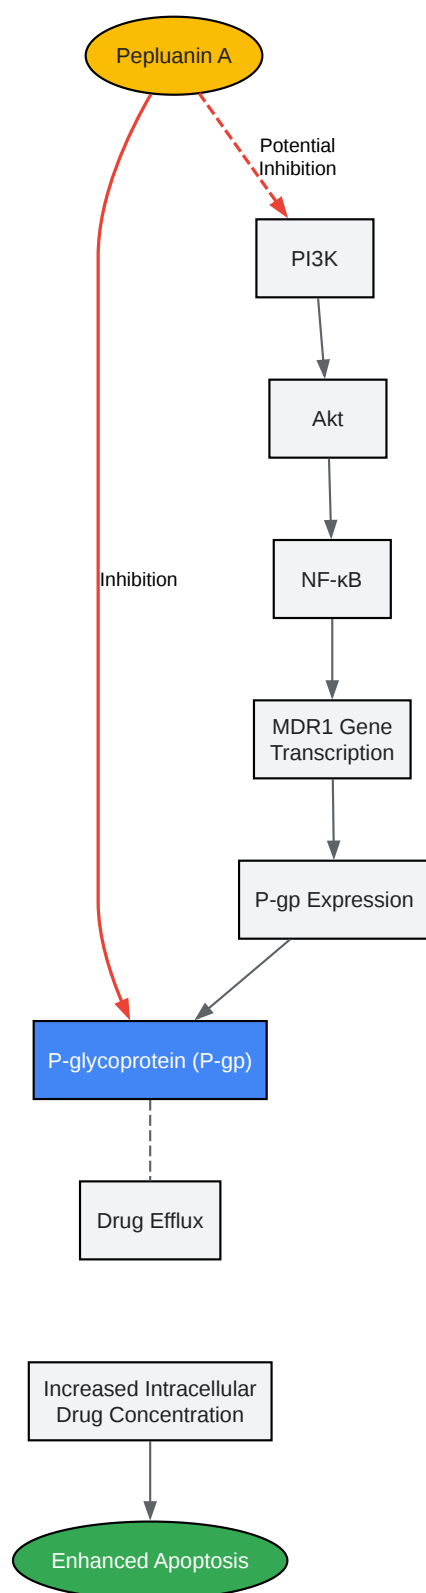 Pepluanin A
Potential
Inhibition
PI3K
Akt
NF-κB
Inhibition
MDR1 Gene
Transcription
P-gp Expression
P-glycoprotein (P-gp)
Drug Efflux
Increased Intracellular
Drug Concentration
Enhanced Apoptosis